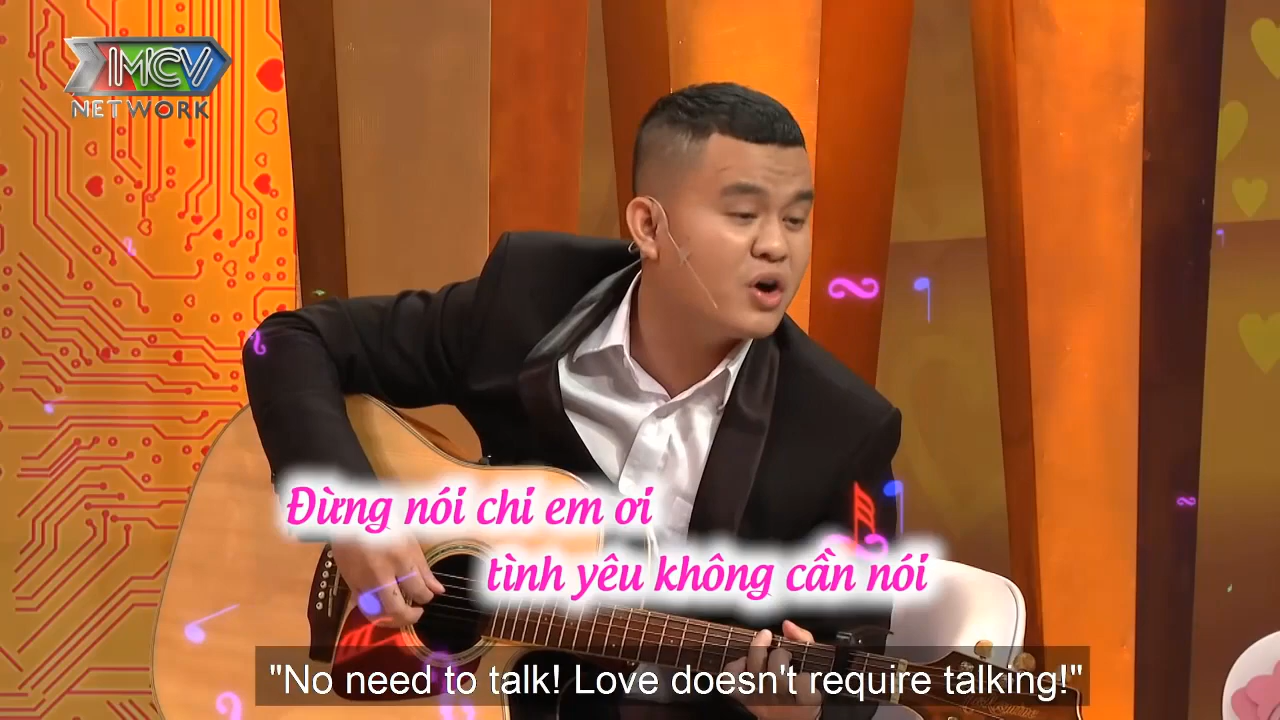 MCV
NETWORK
Đừng nói chi em ơi
tình yêu không cần nói
"No need to talk! Love doesn't require talking!"